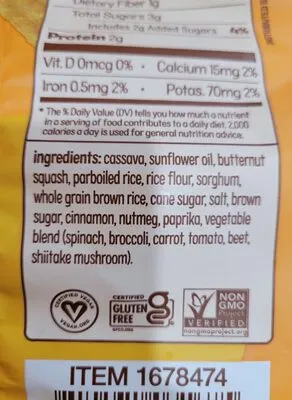 Dietary Fiber 1g
Total Sugars 3g
Includes 2g Added Sugars 4%
Protein 2g
Vit. D 0mcg 0% • Calcium 15mg 2%
Iron 0.5mg 2% • Potas. 70mg 2%
* The % Daily Value (DV) tells you how much a nutrient
in a serving of food contributes to a daily diet. 2,000
calories a day is used for general nutrition advice.
ingredients: cassava, sunflower oil, butternut
squash, parboiled rice, rice flour, sorghum,
whole grain brown rice, cane sugar, salt, brown
sugar, cinnamon, nutmeg, paprika, vegetable
blend (spinach, broccoli, carrot, tomato, beet,
shiitake mushroom).
CERTIFIED VEGAN
VEGAN.ORG
CERTIFIED
GLUTEN
FREE
GFCO.ORG
NON
GMO
Project
VERIFIED
nongmoproject.org
ITEM 1678474